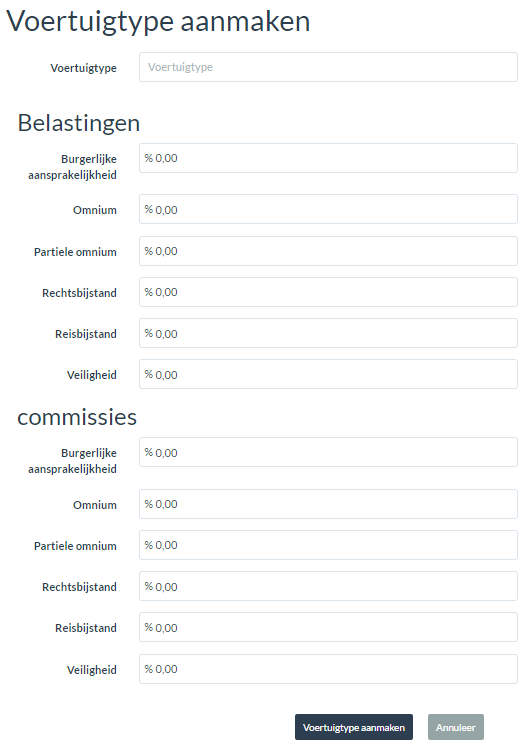 Voertuigtype aanmaken
Voertuigtype Voertuigtype
Belastingen
Burgerlijke
aansprakelijkheid % 0,00
Omnium % 0,00
Partiele omnium % 0,00
Rechtsbijstand % 0,00
Reisbijstand % 0,00
Veiligheid % 0,00
commissies
Burgerlijke
aansprakelijkheid % 0,00
Omnium % 0,00
Partiele omnium % 0,00
Rechtsbijstand % 0,00
Reisbijstand % 0,00
Veiligheid % 0,00
Voertuigtype aanmaken Annuleer